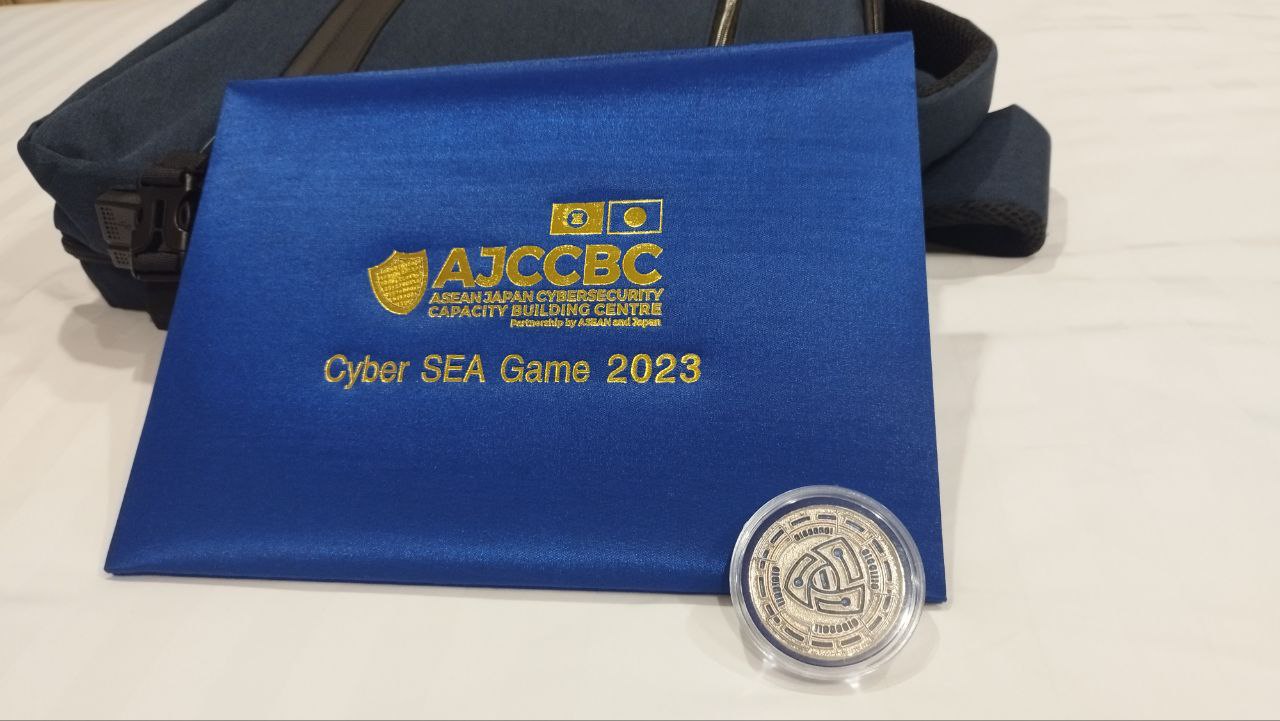 AJCCBC
ASEAN JAPAN CYBERSECURITY
CAPACITY BUILDING CENTRE
Partnership by ASEAN and Japan
Cyber SEA Game 2023